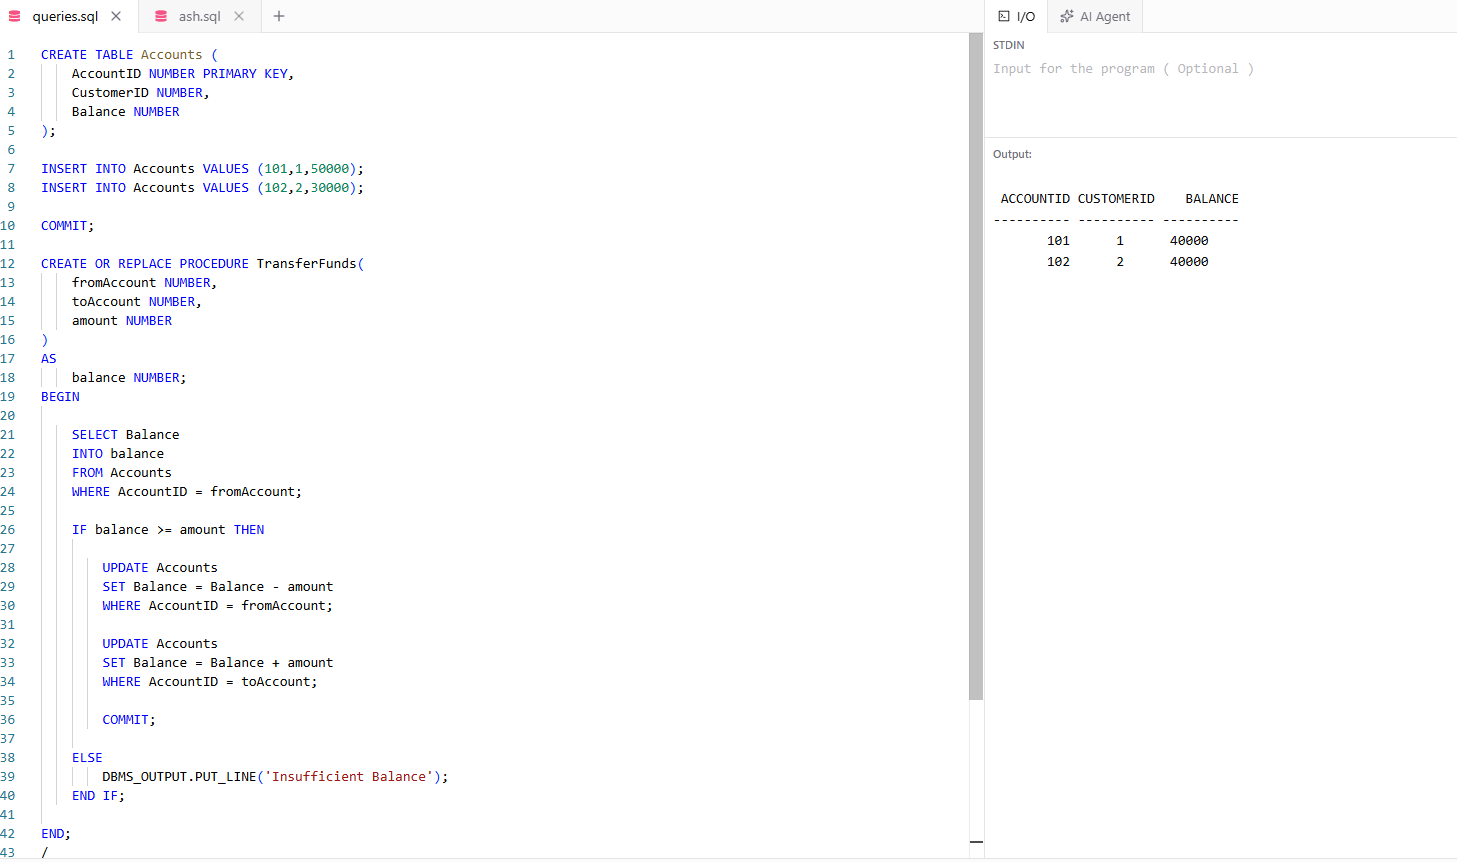 queries.sql
ash.sql
I/O
AI Agent
1 CREATE TABLE Accounts (
2     AccountID NUMBER PRIMARY KEY,
3     CustomerID NUMBER,
4     Balance NUMBER
5 );
6
7 INSERT INTO Accounts VALUES (101,1,50000);
8 INSERT INTO Accounts VALUES (102,2,30000);
9
10 COMMIT;
11
12 CREATE OR REPLACE PROCEDURE TransferFunds(
13     fromAccount NUMBER,
14     toAccount NUMBER,
15     amount NUMBER
16 )
17 AS
18     balance NUMBER;
19 BEGIN
20
21     SELECT Balance
22     INTO balance
23     FROM Accounts
24     WHERE AccountID = fromAccount;
25
26     IF balance >= amount THEN
27
28         UPDATE Accounts
29         SET Balance = Balance - amount
30         WHERE AccountID = fromAccount;
31
32         UPDATE Accounts
33         SET Balance = Balance + amount
34         WHERE AccountID = toAccount;
35
36         COMMIT;
37
38     ELSE
39         DBMS_OUTPUT.PUT_LINE('Insufficient Balance');
40     END IF;
41
42 END;
43 /
STDIN
Input for the program ( Optional )
Output:
ACCOUNTID CUSTOMERID    BALANCE
---------- ---------- ----------
101      1      40000
102      2      40000